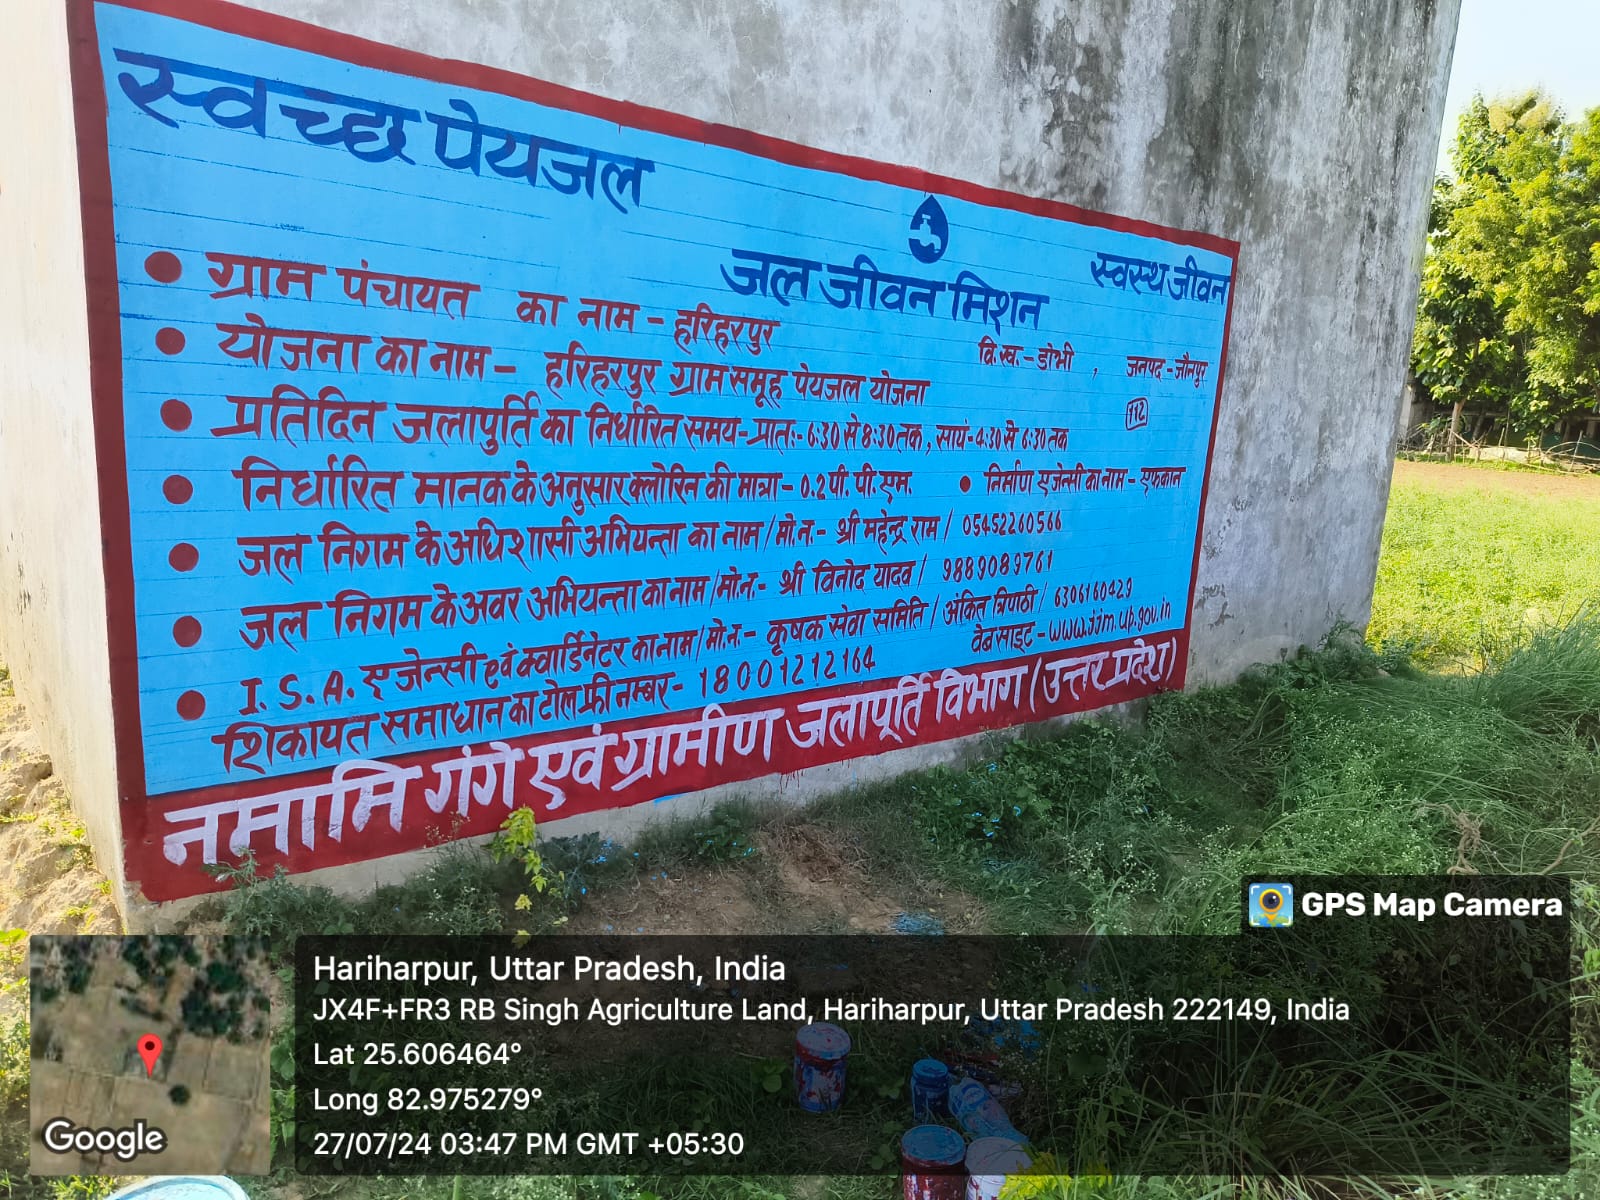 स्वच्छ पेयजल
जल जीवन मिशन
स्वस्थ जीवन
ग्राम पंचायत का नाम - हरिहरपुर
वि.ख.- डोभी , जनपद - जौनपुर
योजना का नाम - हरिहरपुर ग्राम समूह पेयजल योजना
112
प्रतिदिन जलापुर्ति का निर्धारित समय- प्रातः- 6:30 से 8:30 तक, सायं- 4:30 से 6:30 तक
निर्धारित मानक के अनुसार क्लोरिन की मात्रा - 0.2 पी. पी. एम.
निर्माण एजेन्सी का नाम - एफकान
जल निगम के अधिशासी अभियन्ता का नाम / मो.न.- श्री महेन्द्र राम / 05452260566
जल निगम के अवर अभियन्ता का नाम / मो.न.- श्री विनोद यादव / 9889089761
I.S.A. एजेन्सी एवं क्वार्डिनेटर का नाम / मो.न.- कृषक सेवा समिति / अंकित त्रिपाठी / 6306160429
शिकायत समाधान का टोल फ्री नम्बर - 18001212164
वेबसाइट - www.jjm.up.gov.in
नमामि गंगे एवं ग्रामीण जलापूर्ति विभाग (उत्तर प्रदेश)
GPS Map Camera
Hariharpur, Uttar Pradesh, India
JX4F+FR3 RB Singh Agriculture Land, Hariharpur, Uttar Pradesh 222149, India
Lat 25.606464°
Long 82.975279°
27/07/24 03:47 PM GMT +05:30
Google